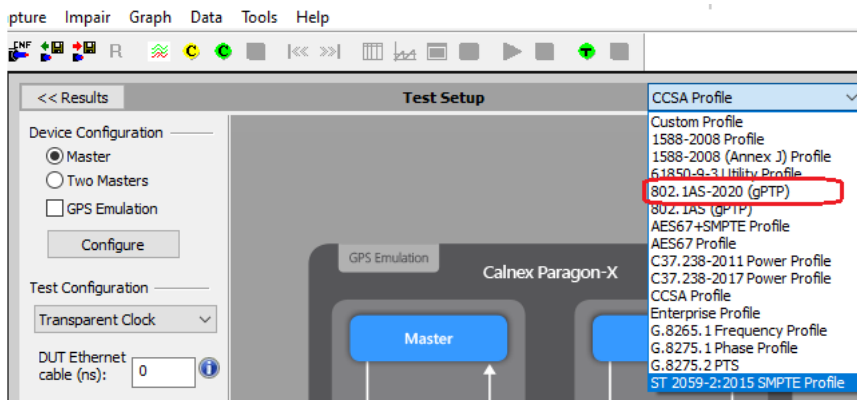 pture Impair Graph Data Tools Help
CNF R C C T
<< Results
Test Setup
CCSA Profile
Device Configuration
Master
Two Masters
GPS Emulation
Configure
Test Configuration
Transparent Clock
DUT Ethernet
cable (ns):
0
GPS Emulation
Calnex Paragon-X
Master
Custom Profile
1588-2008 Profile
1588-2008 (Annex J) Profile
61850-9-3 Utility Profile
802.1AS-2020 (gPTP)
802.1AS (gPTP)
AES67+SMPTE Profile
AES67 Profile
C37.238-2011 Power Profile
C37.238-2017 Power Profile
CCSA Profile
Enterprise Profile
G.8265.1 Frequency Profile
G.8275.1 Phase Profile
G.8275.2 PTS
ST 2059-2:2015 SMPTE Profile